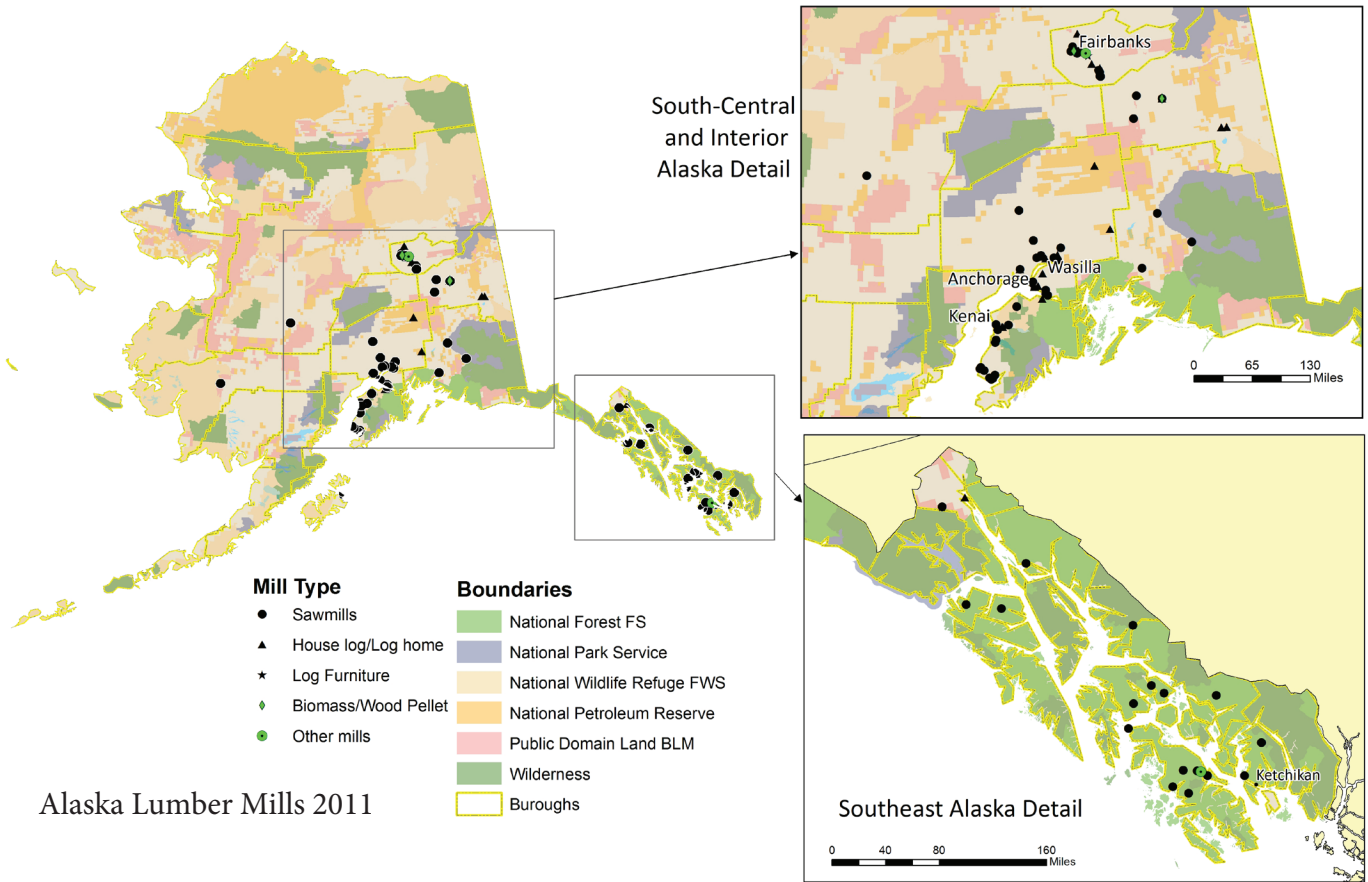 South-Central
and Interior
Alaska Detail
Fairbanks
Wasilla
Anchorage
Kenai
0 65 130
Miles
Mill Type
Sawmills
House log/Log home
Log Furniture
Biomass/Wood Pellet
Other mills
Boundaries
National Forest FS
National Park Service
National Wildlife Refuge FWS
National Petroleum Reserve
Public Domain Land BLM
Wilderness
Buroughs
Alaska Lumber Mills 2011
Ketchikan
Southeast Alaska Detail
0 40 80 160
Miles